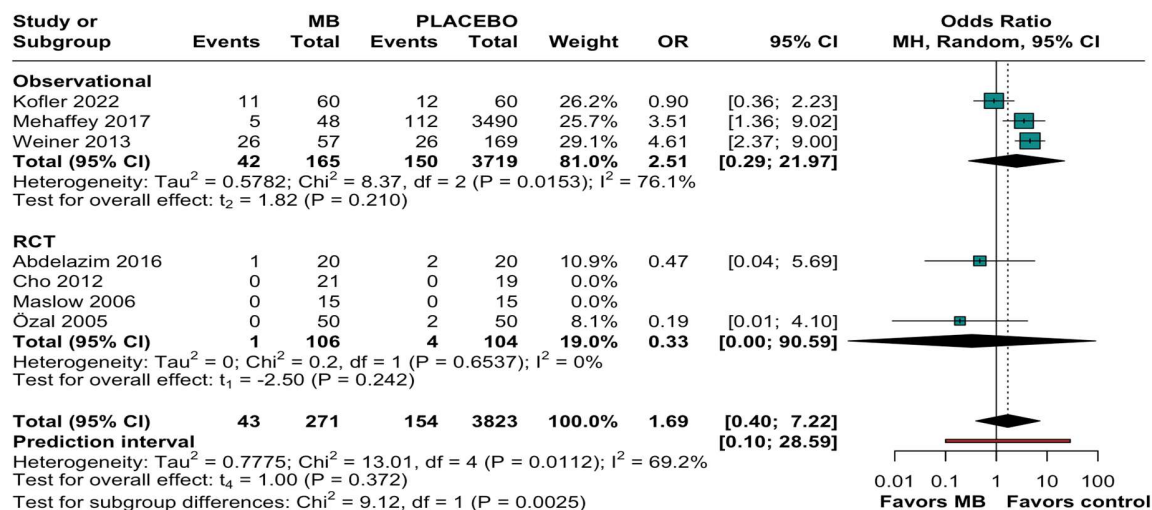 Study or MB PLACEBO Odds Ratio
Subgroup Events Total Events Total Weight OR 95% CI MH, Random, 95% CI
Observational
Kofler 2022 11 60 12 60 26.2% 0.90 [0.36; 2.23]
Mehaffey 2017 5 48 112 3490 25.7% 3.51 [1.36; 9.02]
Weiner 2013 26 57 26 169 29.1% 4.61 [2.37; 9.00]
Total (95% CI) 42 165 150 3719 81.0% 2.51 [0.29; 21.97]
Heterogeneity: Tau² = 0.5782; Chi² = 8.37, df = 2 (P = 0.0153); I² = 76.1%
Test for overall effect: t₂ = 1.82 (P = 0.210)
RCT
Abdelazim 2016 1 20 2 20 10.9% 0.47 [0.04; 5.69]
Cho 2012 0 21 0 19 0.0%
Maslow 2006 0 15 0 15 0.0%
Özal 2005 0 50 2 50 8.1% 0.19 [0.01; 4.10]
Total (95% CI) 1 106 4 104 19.0% 0.33 [0.00; 90.59]
Heterogeneity: Tau² = 0; Chi² = 0.2, df = 1 (P = 0.6537); I² = 0%
Test for overall effect: t₁ = -2.50 (P = 0.242)
Total (95% CI) 43 271 154 3823 100.0% 1.69 [0.40; 7.22]
Prediction interval [0.10; 28.59]
Heterogeneity: Tau² = 0.7775; Chi² = 13.01, df = 4 (P = 0.0112); I² = 69.2%
Test for overall effect: t₄ = 1.00 (P = 0.372)
Test for subgroup differences: Chi² = 9.12, df = 1 (P = 0.0025)
0.01 0.1 1 10 100
Favors MB Favors control